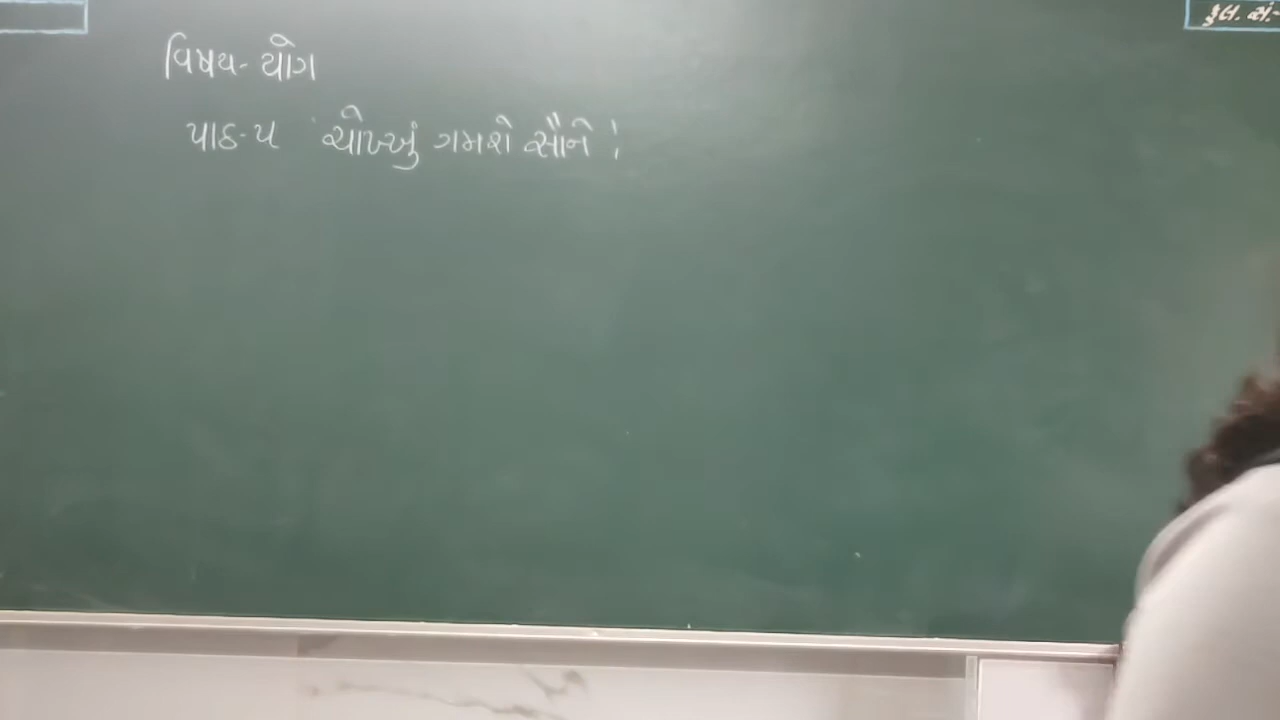 કુલ. સં.-
વિષય- યોગ
પાઠ-૫ ચોખ્ખું ગમશે સૌને !